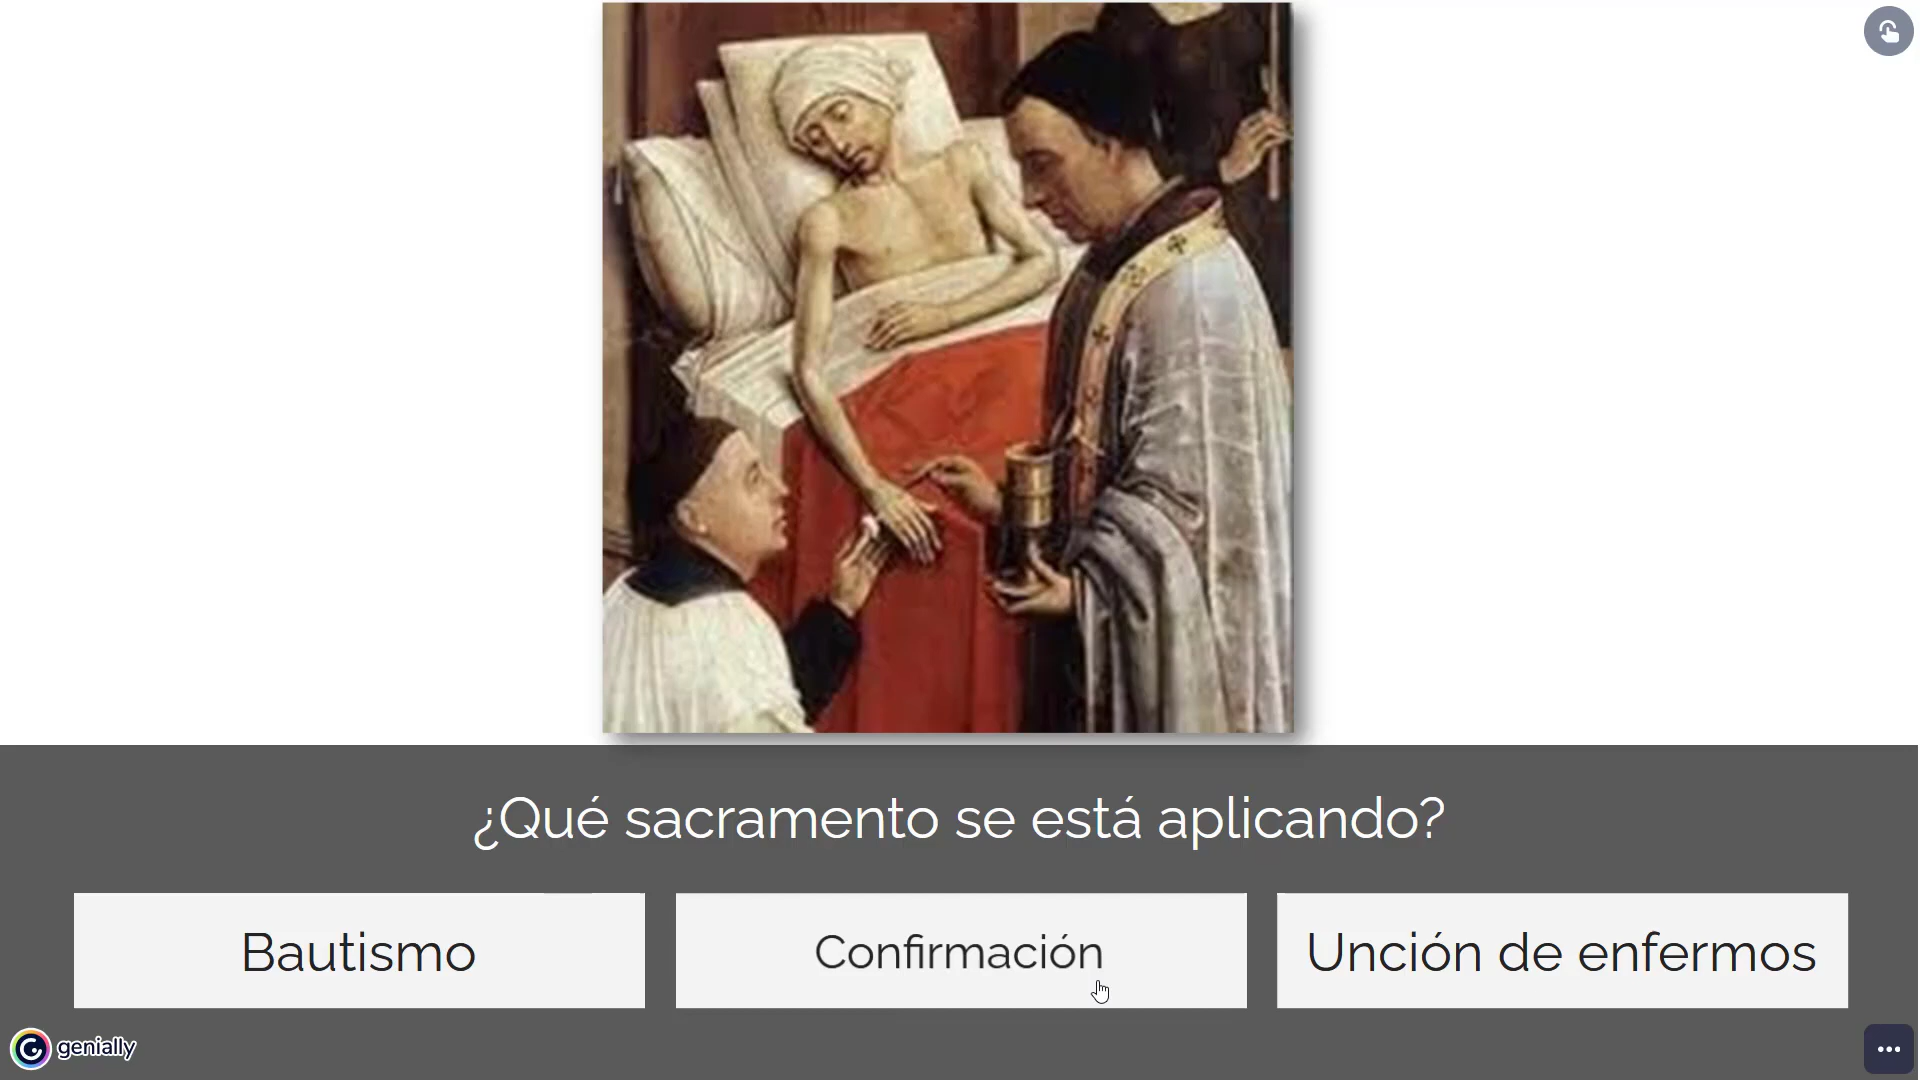 ¿Qué sacramento se está aplicando?
Bautismo
Confirmación
Unción de enfermos
genially